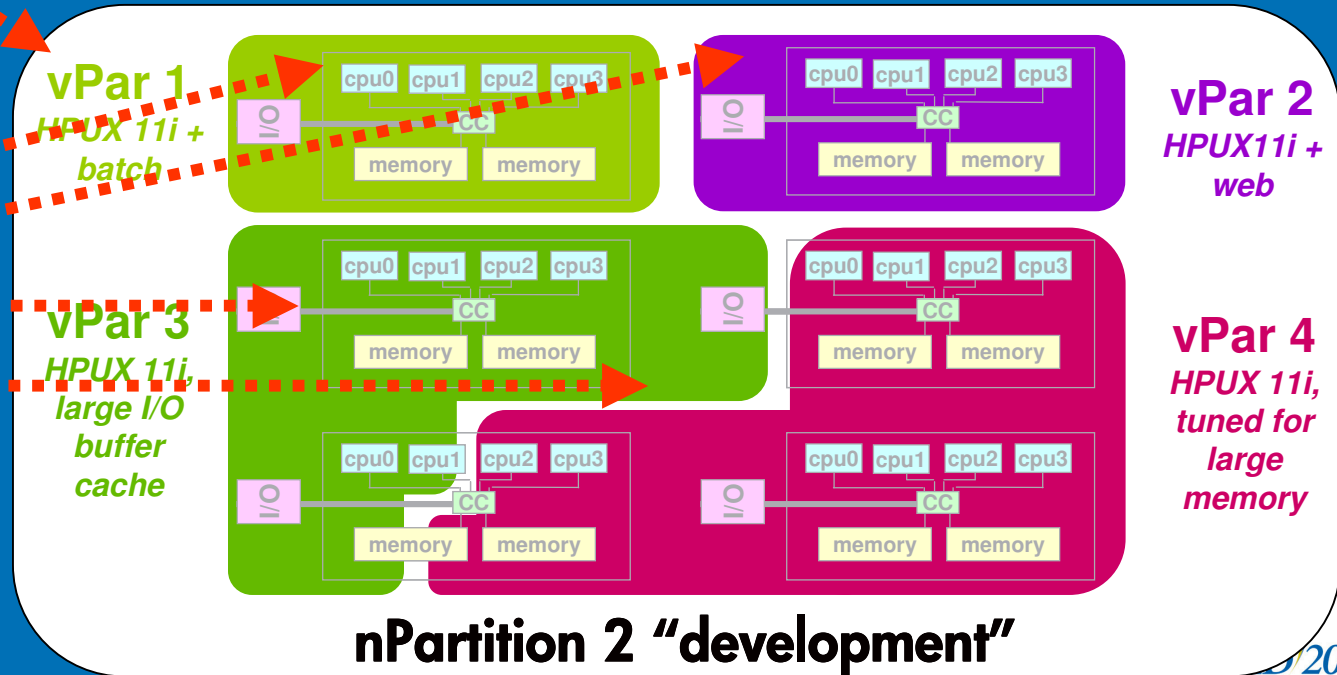 vPar 1
HPUX 11i +
batch
I/O
cpu0 cpu1 cpu2 cpu3
CC
memory memory
I/O
cpu0 cpu1 cpu2 cpu3
CC
memory memory
vPar 2
HPUX11i +
web
vPar 3
HPUX 11i,
large I/O
buffer
cache
cpu0 cpu1 cpu2 cpu3
CC
memory memory
I/O
cpu0 cpu1 cpu2 cpu3
CC
memory memory
I/O
cpu0 cpu1 cpu2 cpu3
CC
memory memory
I/O
cpu0 cpu1 cpu2 cpu3
CC
memory memory
vPar 4
HPUX 11i,
tuned for
large
memory
nPartition 2 “development”